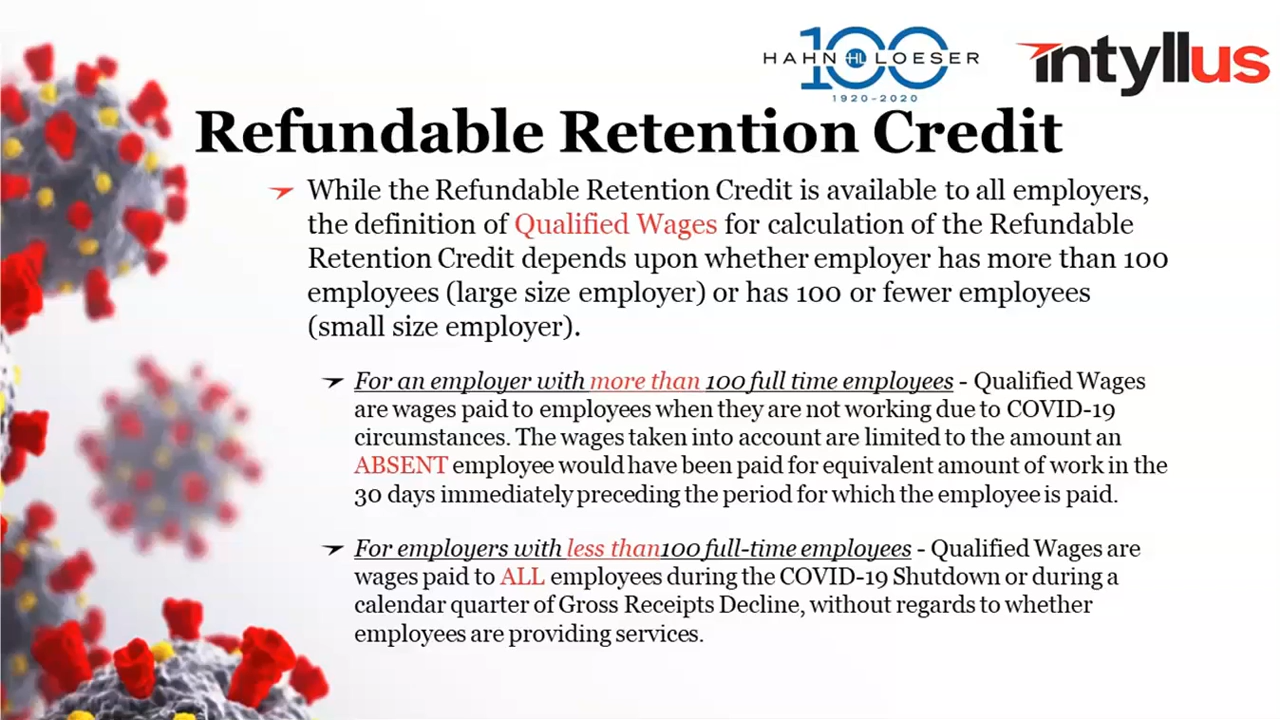 HAHN HL LOESER
100
1920-2020
intyllus
Refundable Retention Credit
While the Refundable Retention Credit is available to all employers,
the definition of Qualified Wages for calculation of the Refundable
Retention Credit depends upon whether employer has more than 100
employees (large size employer) or has 100 or fewer employees
(small size employer).
For an employer with more than 100 full time employees - Qualified Wages
are wages paid to employees when they are not working due to COVID-19
circumstances. The wages taken into account are limited to the amount an
ABSENT employee would have been paid for equivalent amount of work in the
30 days immediately preceding the period for which the employee is paid.
For employers with less than100 full-time employees - Qualified Wages are
wages paid to ALL employees during the COVID-19 Shutdown or during a
calendar quarter of Gross Receipts Decline, without regards to whether
employees are providing services.